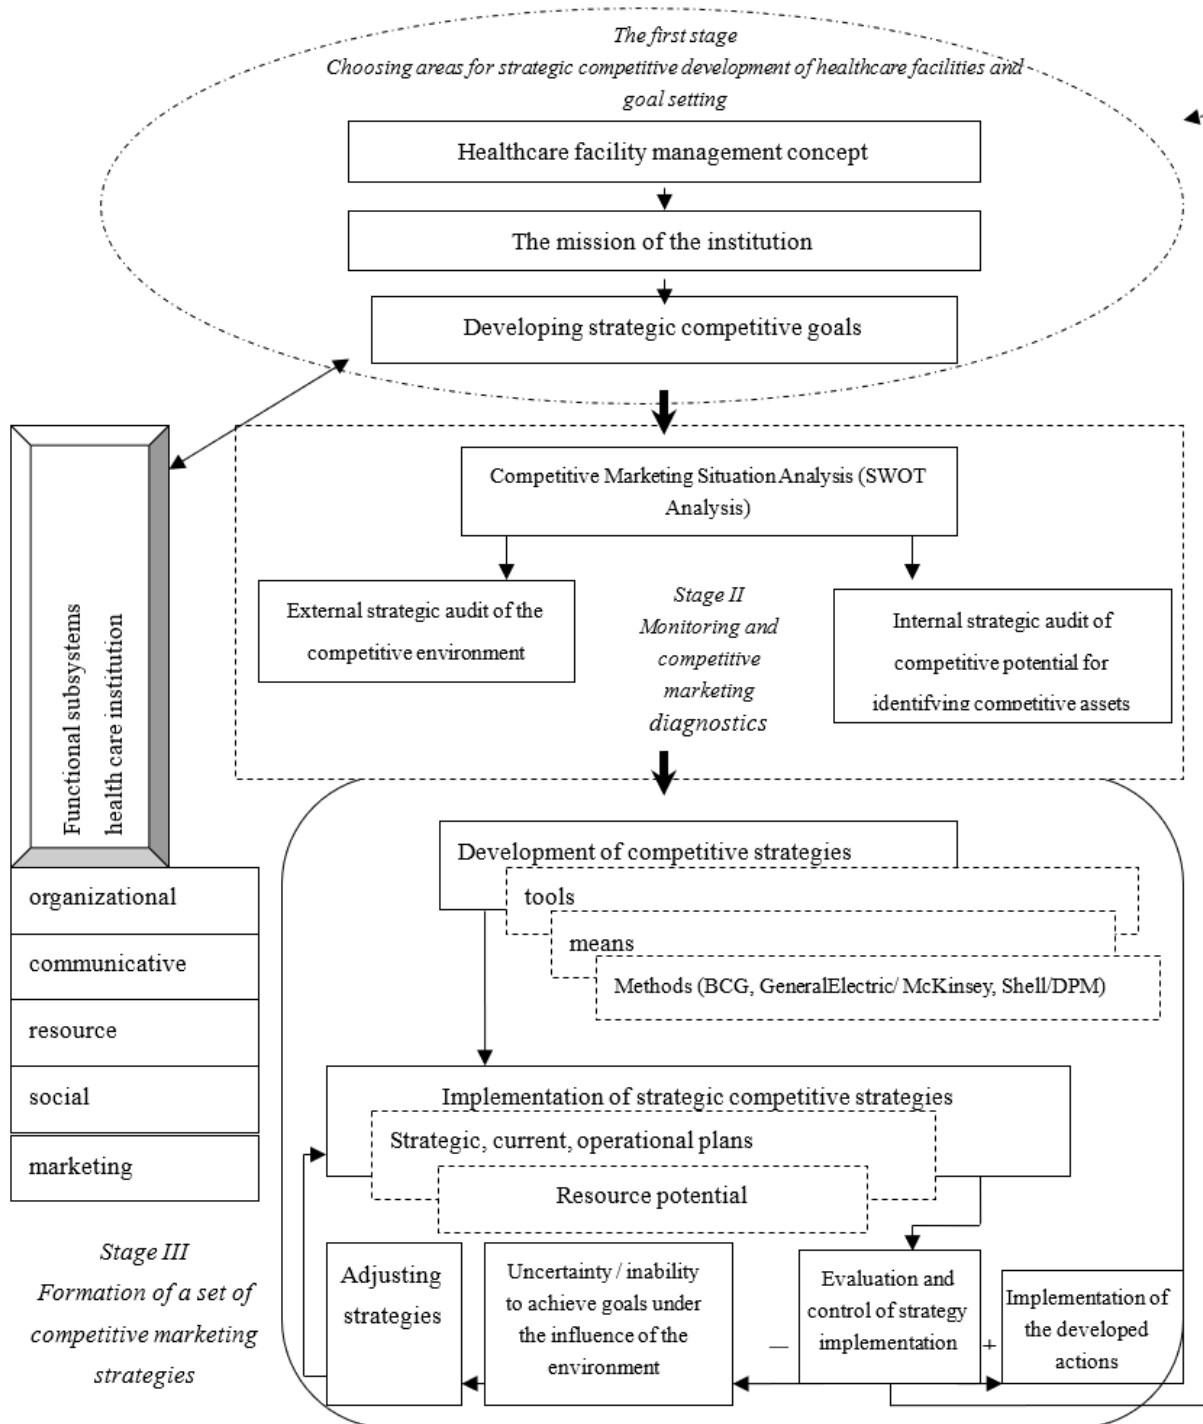 The first stage
Choosing areas for strategic competitive development of healthcare facilities and
goal setting
Healthcare facility management concept
The mission of the institution
Developing strategic competitive goals
Competitive Marketing Situation Analysis (SWOT
Analysis)
External strategic audit of the
competitive environment
Stage II
Monitoring and
competitive
marketing
diagnostics
Internal strategic audit of
competitive potential for
identifying competitive assets
Functional subsystems
health care institution
organizational
communicative
resource
social
marketing
Development of competitive strategies
tools
means
Methods (BCG, GeneralElectric/ McKinsey, Shell/DPM)
Implementation of strategic competitive strategies
Strategic, current, operational plans
Resource potential
Stage III
Formation of a set of
competitive marketing
strategies
Adjusting
strategies
Uncertainty / inability
to achieve goals under
the influence of the
environment
—
Evaluation and
control of strategy
implementation
+
Implementation of
the developed
actions